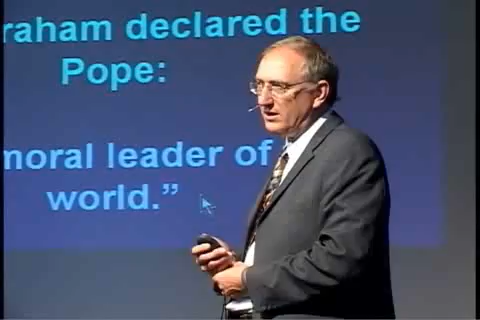 raham declared the
Pope:
moral leader of
world.”